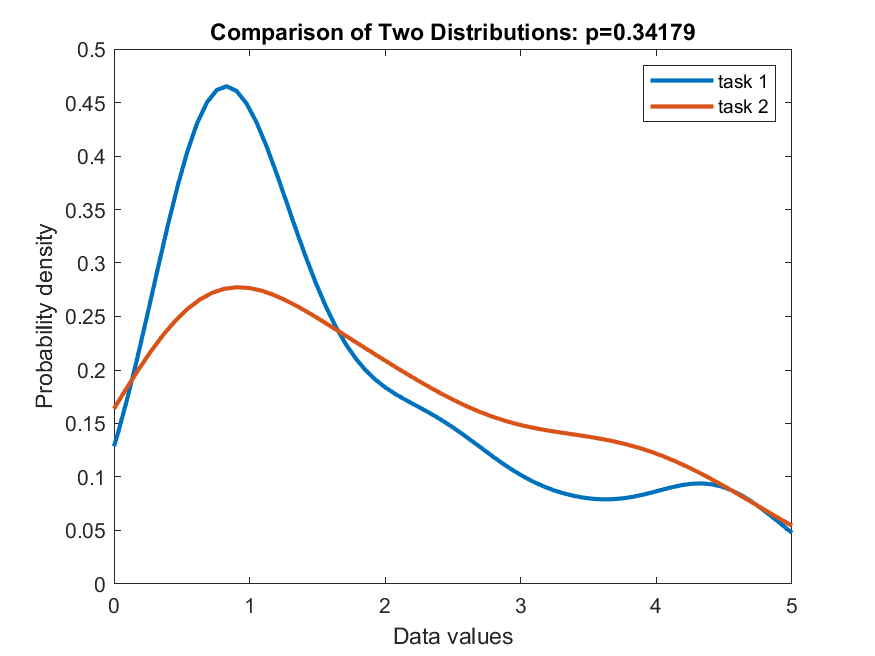 Comparison of Two Distributions: p=0.34179
0.5
0.45
0.4
0.35
0.3
0.25
0.2
0.15
0.1
0.05
0
Probability density
task 1
task 2
0 1 2 3 4 5
Data values